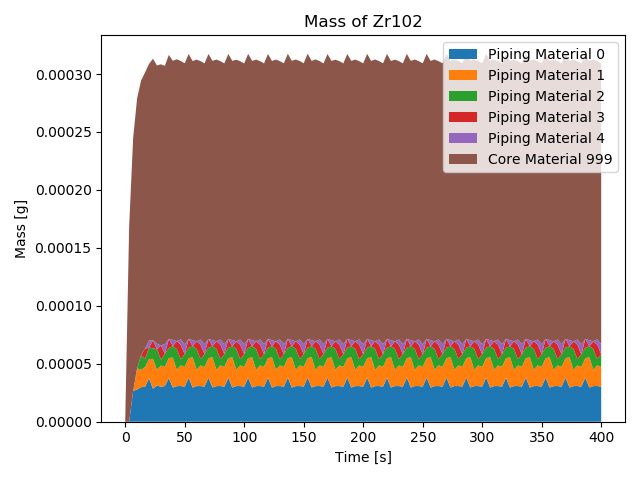 Mass of Zr102
Mass [g]
0.00030
0.00025
0.00020
0.00015
0.00010
0.00005
0.00000
Piping Material 0
Piping Material 1
Piping Material 2
Piping Material 3
Piping Material 4
Core Material 999
0 50 100 150 200 250 300 350 400
Time [s]